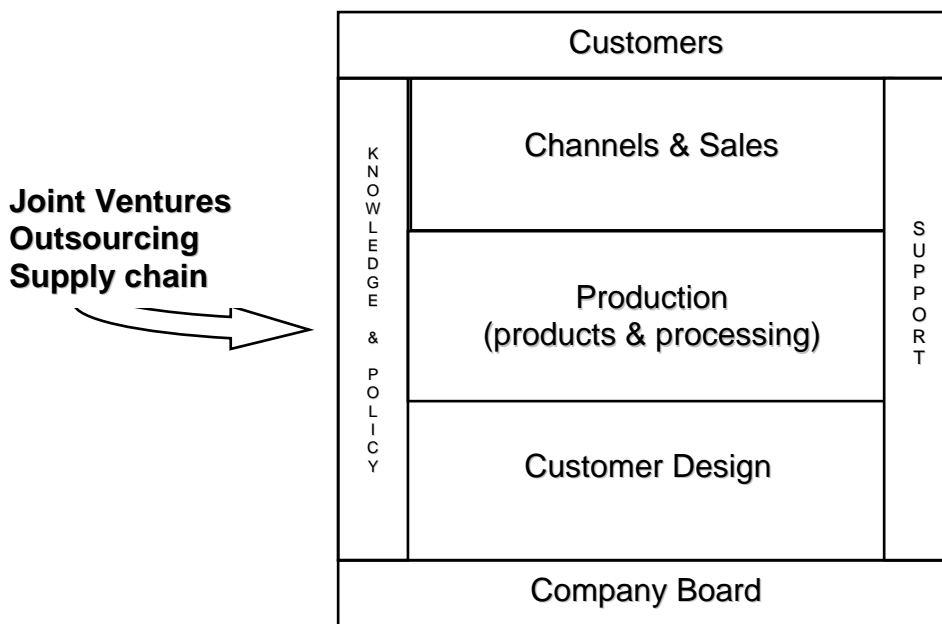 Customers
Joint Ventures
Outsourcing
Supply chain
KNOWLEDGE & POLICY
Channels & Sales
Production
(products & processing)
Customer Design
SUPPORT
Company Board